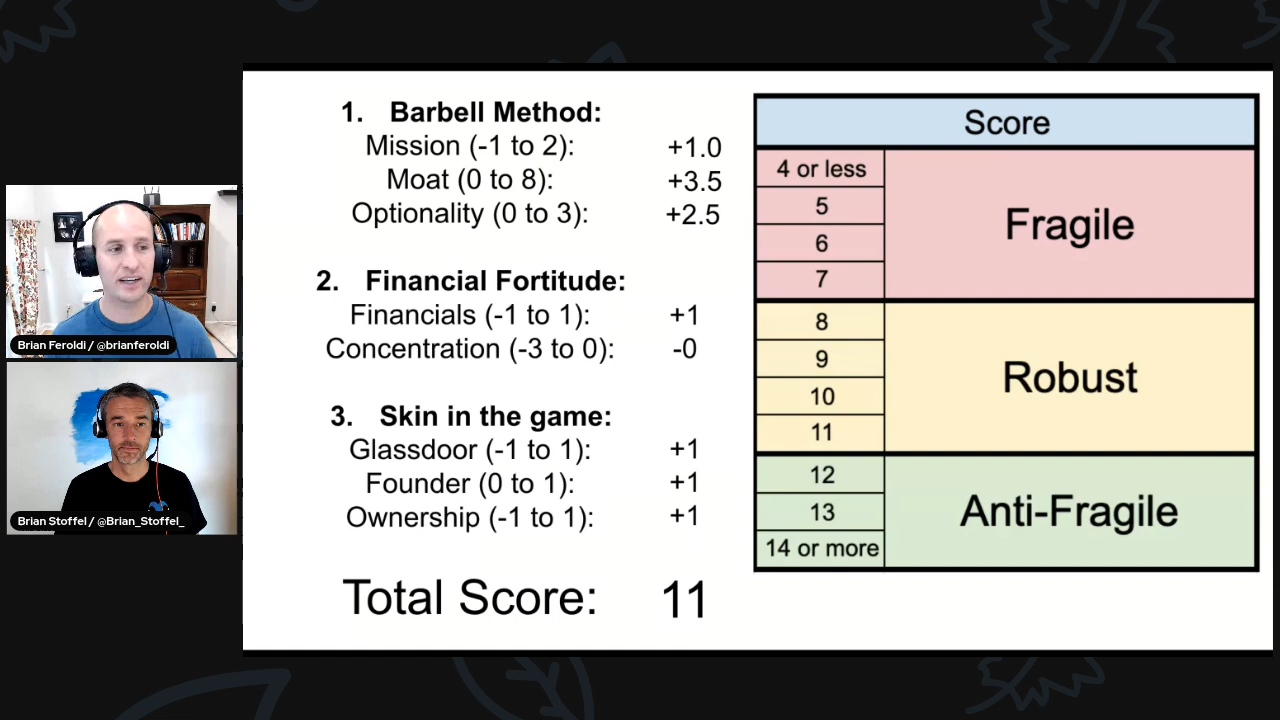 1. Barbell Method:
Mission (-1 to 2): +1.0
Moat (0 to 8): +3.5
Optionality (0 to 3): +2.5
2. Financial Fortitude:
Financials (-1 to 1): +1
Concentration (-3 to 0): -0
3. Skin in the game:
Glassdoor (-1 to 1): +1
Founder (0 to 1): +1
Ownership (-1 to 1): +1
Total Score: 11
Score
4 or less
5
6
7
Fragile
8
9
10
11
Robust
12
13
14 or more
Anti-Fragile
Brian Feroldi / @brianferoldi
Brian Stoffel / @Brian_Stoffel_